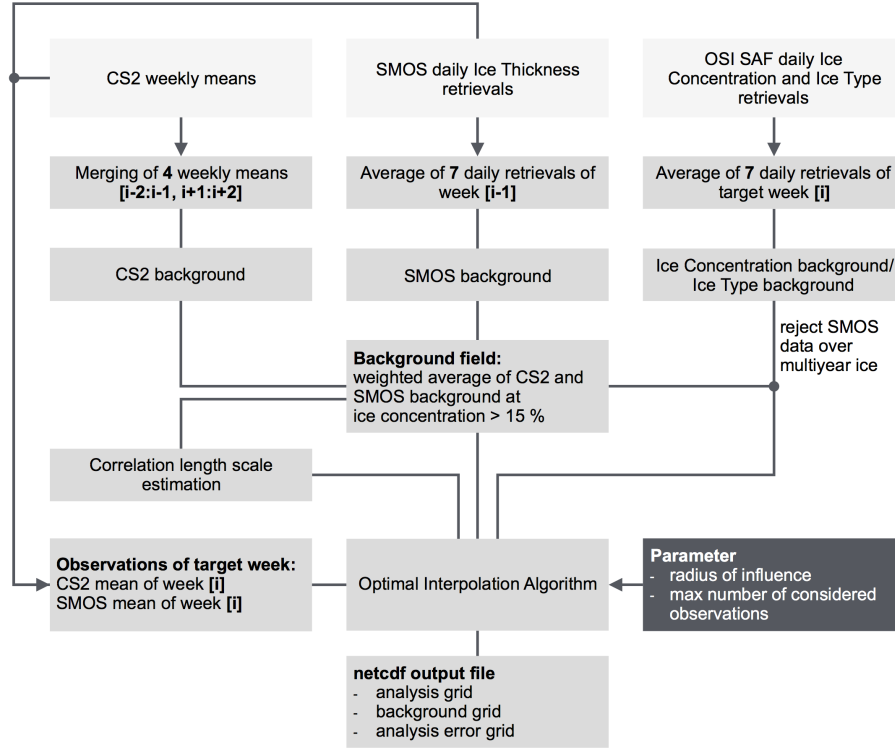 CS2 weekly means
SMOS daily Ice Thickness
retrievals
OSI SAF daily Ice
Concentration and Ice Type
retrievals
Merging of 4 weekly means
[i-2:i-1, i+1:i+2]
Average of 7 daily retrievals of
week [i-1]
Average of 7 daily retrievals of
target week [i]
CS2 background
SMOS background
Ice Concentration background/
Ice Type background
reject SMOS
data over
multiyear ice
Background field:
weighted average of CS2 and
SMOS background at
ice concentration > 15 %
Correlation length scale
estimation
Observations of target week:
CS2 mean of week [i]
SMOS mean of week [i]
Optimal Interpolation Algorithm
Parameter
- radius of influence
- max number of considered
observations
netcdf output file
- analysis grid
- background grid
- analysis error grid